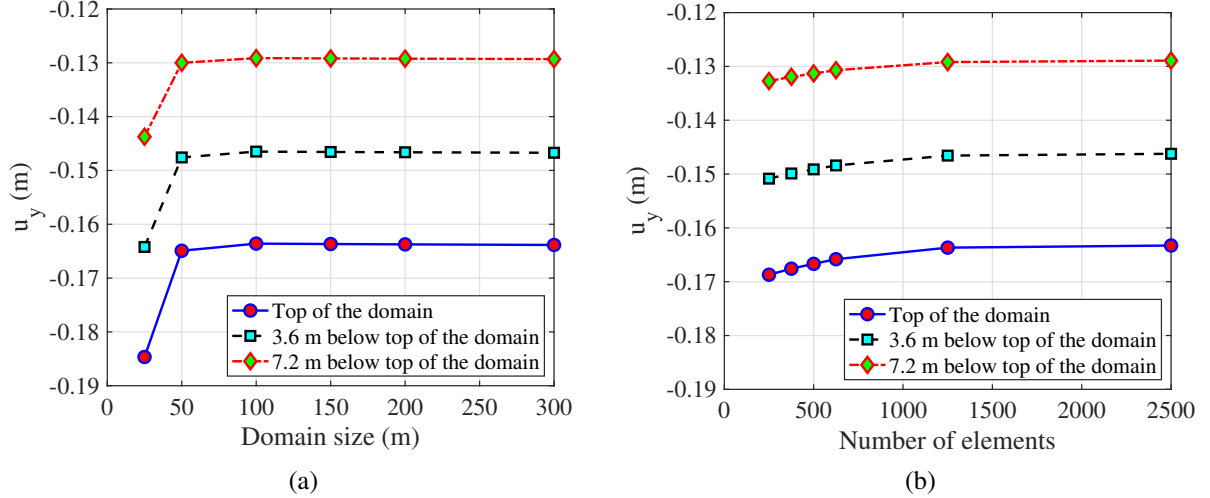 -0.12
-0.13
-0.14
-0.15
-0.16
-0.17
-0.18
-0.19
u_y (m)
0 50 100 150 200 250 300
Domain size (m)
Top of the domain
3.6 m below top of the domain
7.2 m below top of the domain
(a)
-0.12
-0.13
-0.14
-0.15
-0.16
-0.17
-0.18
-0.19
u_y (m)
0 500 1000 1500 2000 2500
Number of elements
Top of the domain
3.6 m below top of the domain
7.2 m below top of the domain
(b)